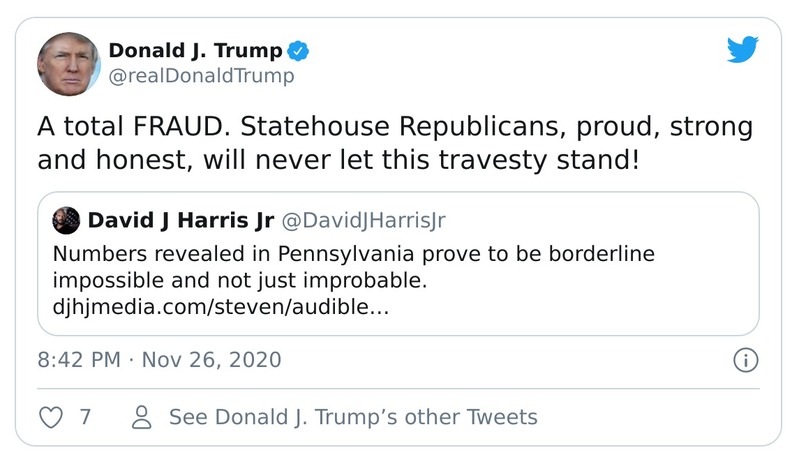 Donald J. Trump
@realDonaldTrump
A total FRAUD. Statehouse Republicans, proud, strong
and honest, will never let this travesty stand!
David J Harris Jr @DavidJHarrisJr
Numbers revealed in Pennsylvania prove to be borderline
impossible and not just improbable.
djhjmedia.com/steven/audible…
8:42 PM · Nov 26, 2020
7 See Donald J. Trump’s other Tweets